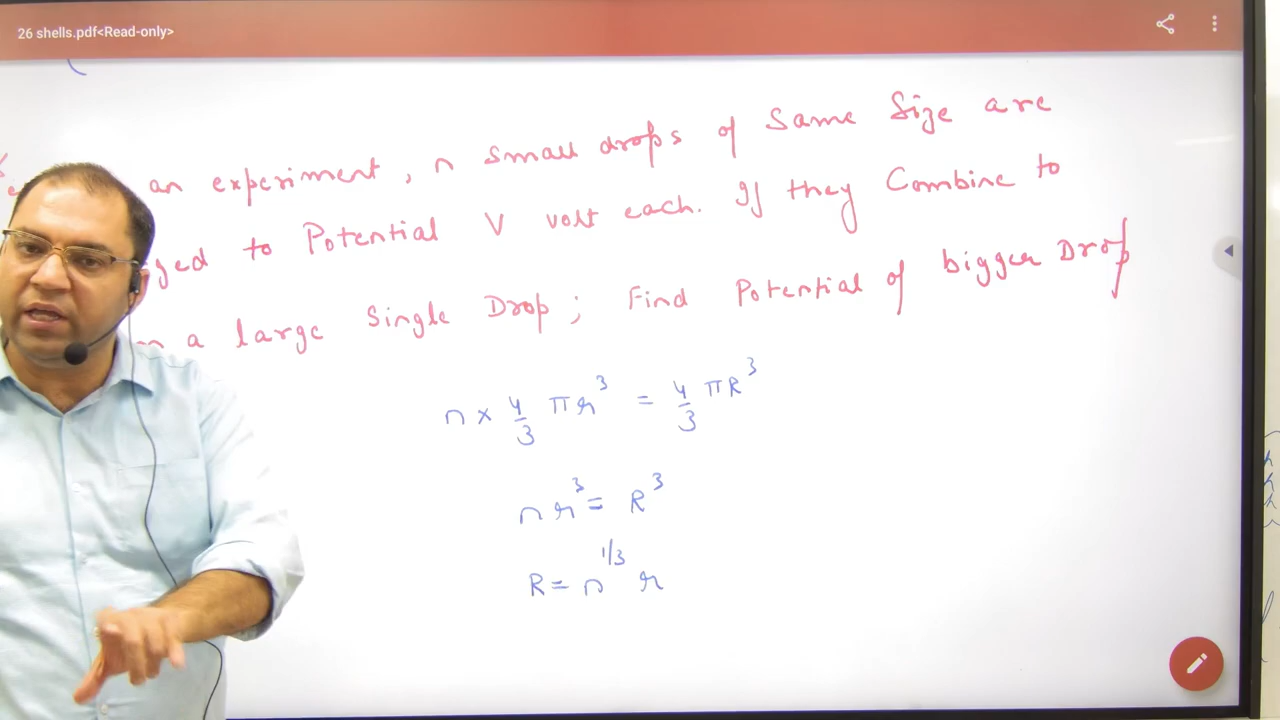 26 shells.pdf<Read-only>
an experiment, n small drops of Same Size are
to Potential V volt each. If they Combine to
a large Single Drop; Find Potential of bigger Drop
n × 4/3 πr³ = 4/3 πR³
nr³ = R³
R = n^1/3 r